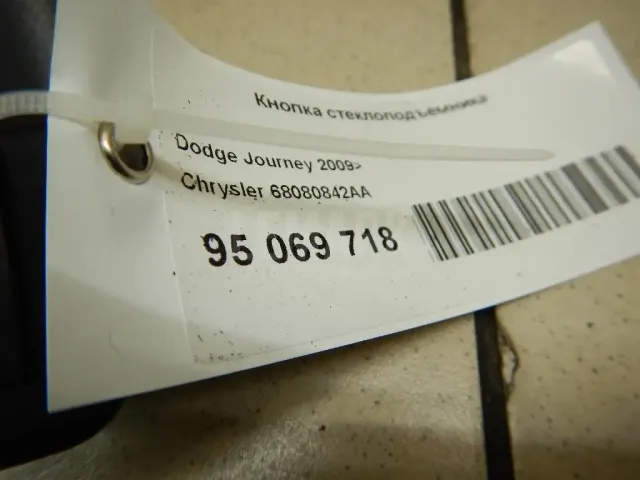 Кнопка стеклоподъемника
Dodge Journey 2009>
Chrysler 68080842AA
95 069 718